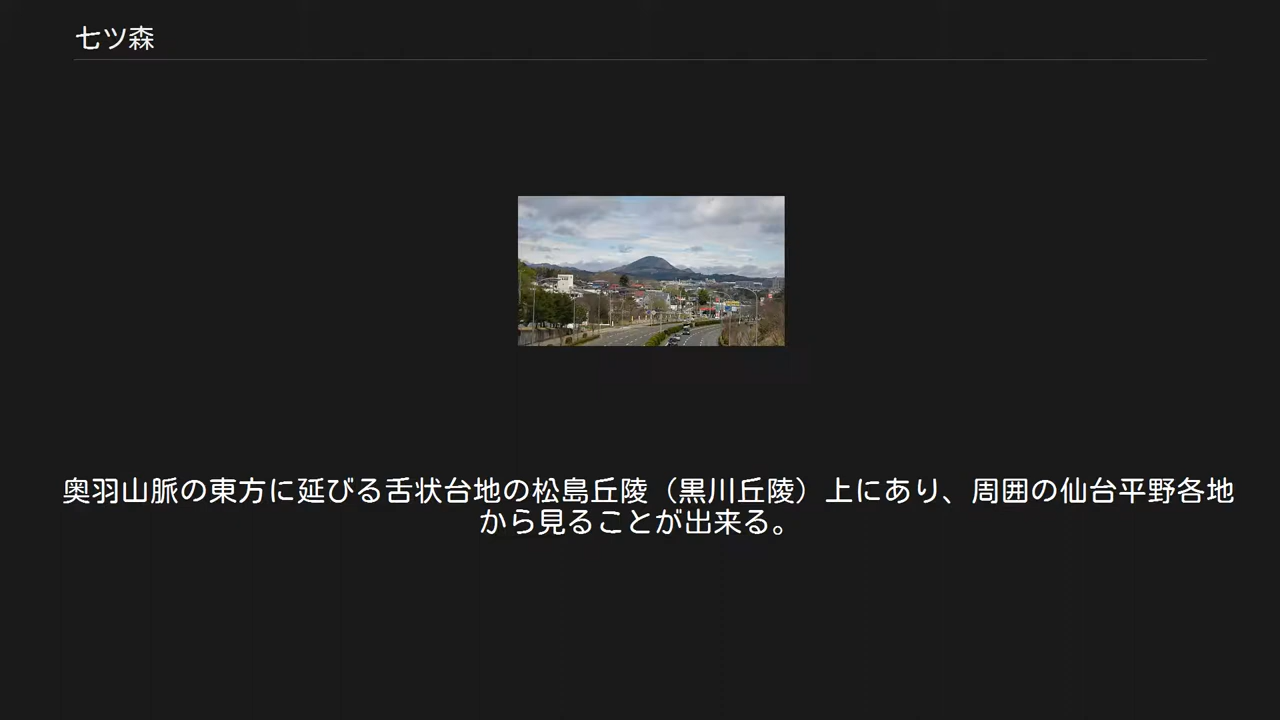 七ツ森
奥羽山脈の東方に延びる舌状台地の松島丘陵（黒川丘陵）上にあり、周囲の仙台平野各地
から見ることが出来る。